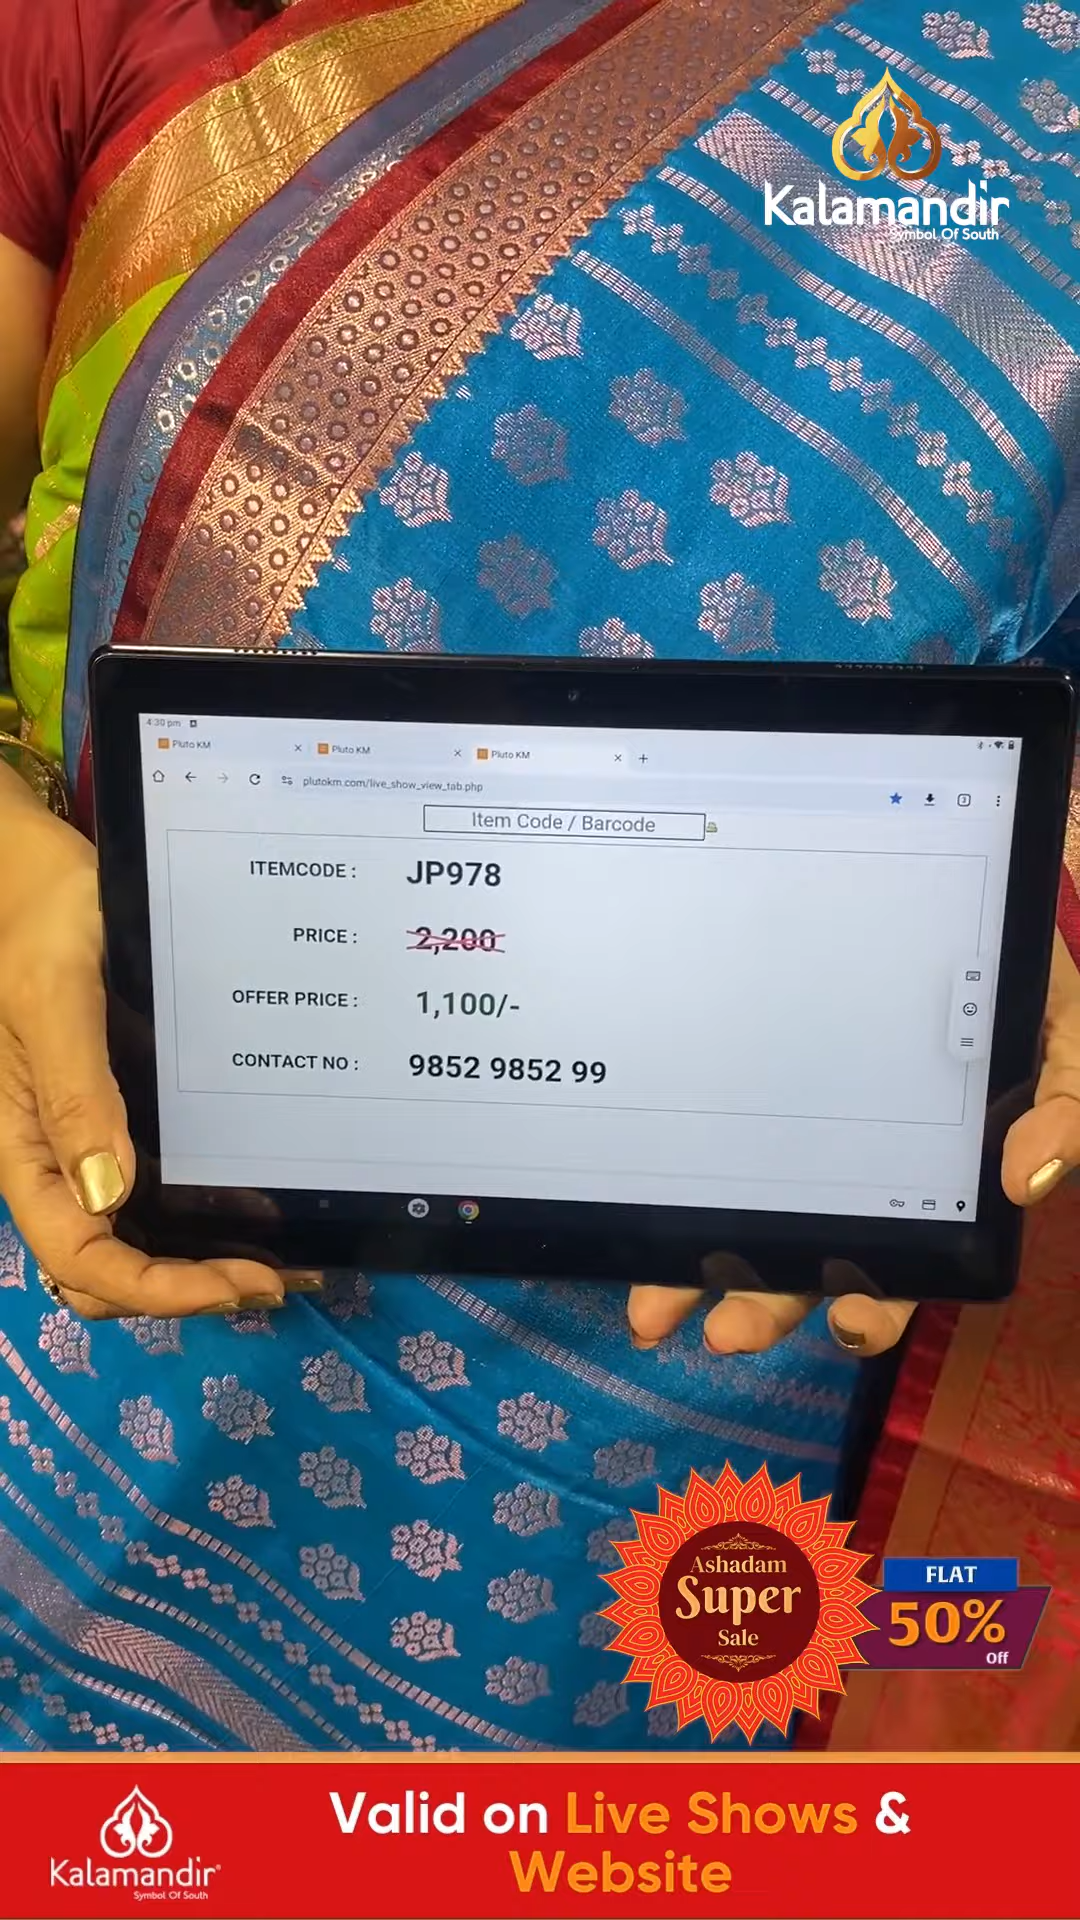 Kalamandir
Symbol Of South
4:30 pm
Pluto KM
Pluto KM
Pluto KM
plutokm.com/live_show_view_tab.php
Item Code / Barcode
ITEMCODE : JP978
PRICE : 2,200
OFFER PRICE : 1,100/-
CONTACT NO : 9852 9852 99
Ashadam
Super
Sale
FLAT
50%
Off
Kalamandir
Symbol Of South
Valid on Live Shows &
Website